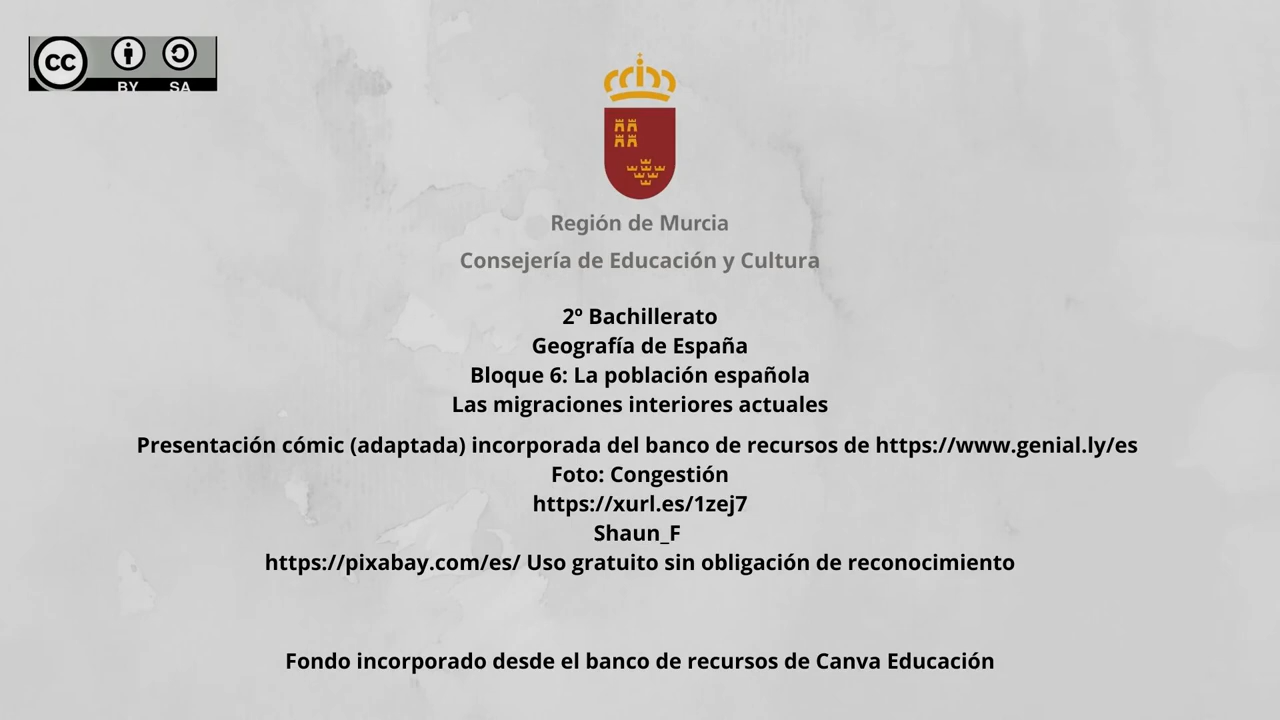 CC BY SA
Región de Murcia
Consejería de Educación y Cultura
2º Bachillerato
Geografía de España
Bloque 6: La población española
Las migraciones interiores actuales
Presentación cómic (adaptada) incorporada del banco de recursos de https://www.genial.ly/es
Foto: Congestión
https://xurl.es/1zej7
Shaun_F
https://pixabay.com/es/ Uso gratuito sin obligación de reconocimiento
Fondo incorporado desde el banco de recursos de Canva Educación